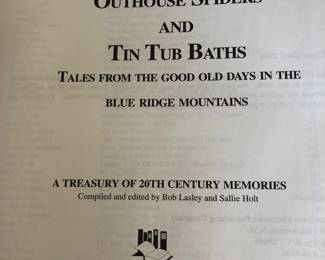 OUTHOUSE SPIDERS
AND
TIN TUB BATHS
TALES FROM THE GOOD OLD DAYS IN THE
BLUE RIDGE MOUNTAINS
A TREASURY OF 20TH CENTURY MEMORIES
Compiled and edited by Bob Lasley and Sallie Holt